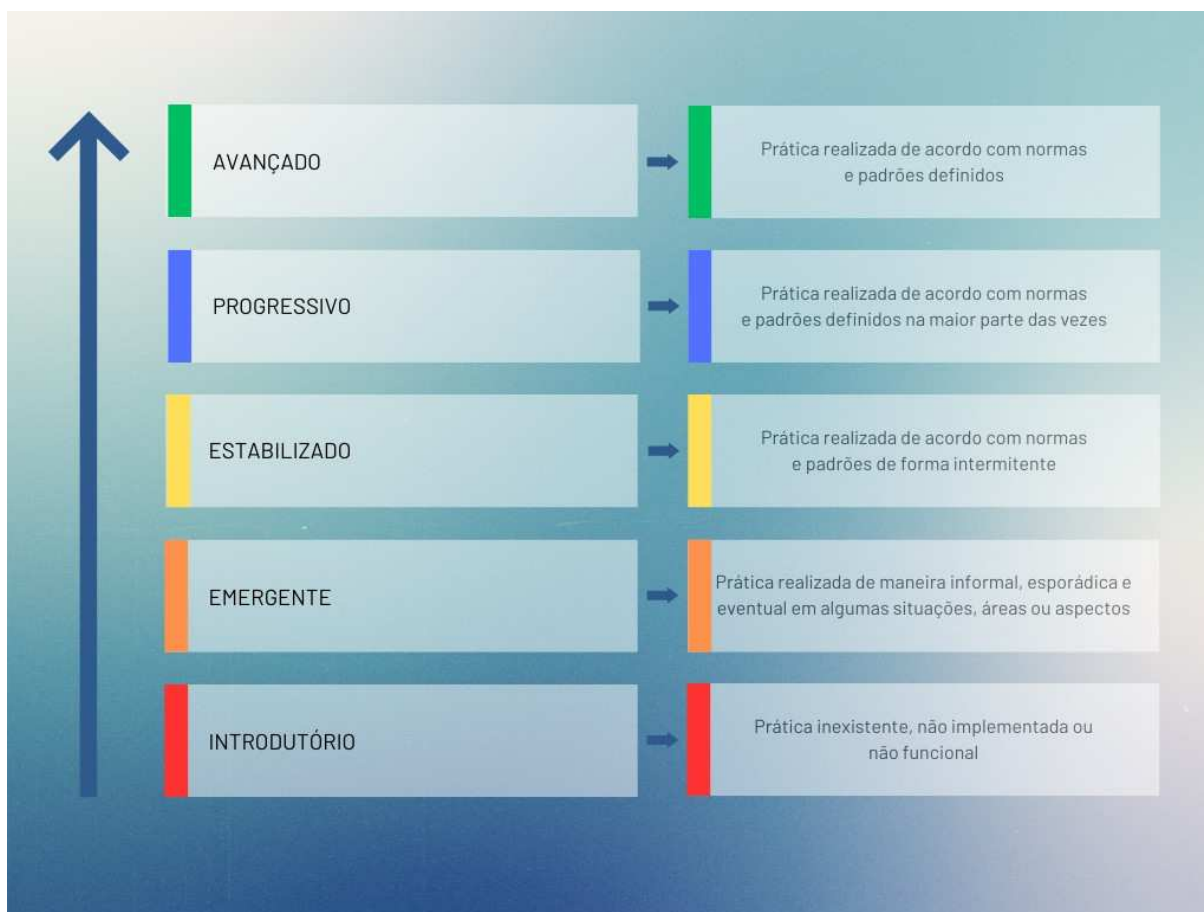 AVANÇADO
Prática realizada de acordo com normas
e padrões definidos
PROGRESSIVO
Prática realizada de acordo com normas
e padrões definidos na maior parte das vezes
ESTABILIZADO
Prática realizada de acordo com normas
e padrões de forma intermitente
EMERGENTE
Prática realizada de maneira informal, esporádica e
eventual em algumas situações, áreas ou aspectos
INTRODUTÓRIO
Prática inexistente, não implementada ou
não funcional